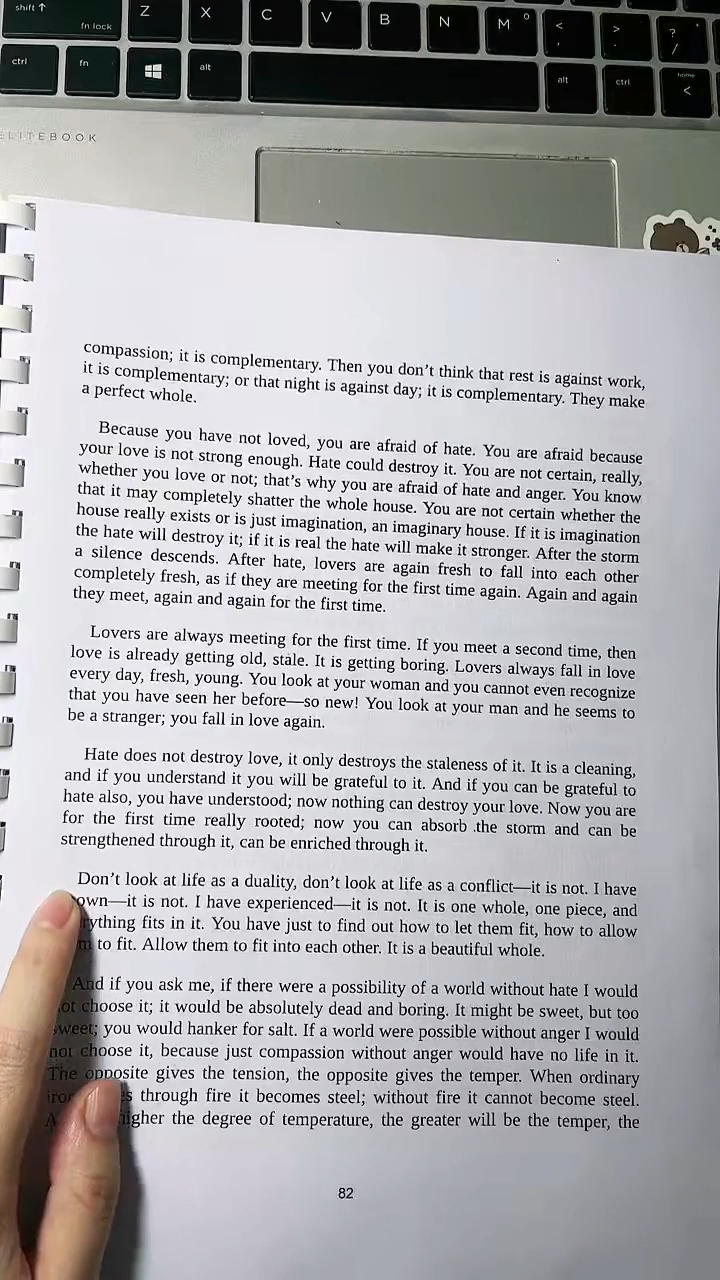 shift ↑
fn lock
Z
X
C
V
B
N
M
<
,
>
.
?
/
ctrl
fn
alt
alt
ctrl
home
<
ELITEBOOK
compassion; it is complementary. Then you don't think that rest is against work,
it is complementary; or that night is against day; it is complementary. They make
a perfect whole.
Because you have not loved, you are afraid of hate. You are afraid because
your love is not strong enough. Hate could destroy it. You are not certain, really,
whether you love or not; that's why you are afraid of hate and anger. You know
that it may completely shatter the whole house. You are not certain whether the
house really exists or is just imagination, an imaginary house. If it is imagination
the hate will destroy it; if it is real the hate will make it stronger. After the storm
a silence descends. After hate, lovers are again fresh to fall into each other
completely fresh, as if they are meeting for the first time again. Again and again
they meet, again and again for the first time.
Lovers are always meeting for the first time. If you meet a second time, then
love is already getting old, stale. It is getting boring. Lovers always fall in love
every day, fresh, young. You look at your woman and you cannot even recognize
that you have seen her before—so new! You look at your man and he seems to
be a stranger; you fall in love again.
Hate does not destroy love, it only destroys the staleness of it. It is a cleaning,
and if you understand it you will be grateful to it. And if you can be grateful to
hate also, you have understood; now nothing can destroy your love. Now you are
for the first time really rooted; now you can absorb .the storm and can be
strengthened through it, can be enriched through it.
Don't look at life as a duality, don't look at life as a conflict—it is not. I have
own—it is not. I have experienced—it is not. It is one whole, one piece, and
rything fits in it. You have just to find out how to let them fit, how to allow
to fit. Allow them to fit into each other. It is a beautiful whole.
And if you ask me, if there were a possibility of a world without hate I would
not choose it; it would be absolutely dead and boring. It might be sweet, but too
sweet; you would hanker for salt. If a world were possible without anger I would
not choose it, because just compassion without anger would have no life in it.
The opposite gives the tension, the opposite gives the temper. When ordinary
iron es through fire it becomes steel; without fire it cannot become steel.
higher the degree of temperature, the greater will be the temper, the
82